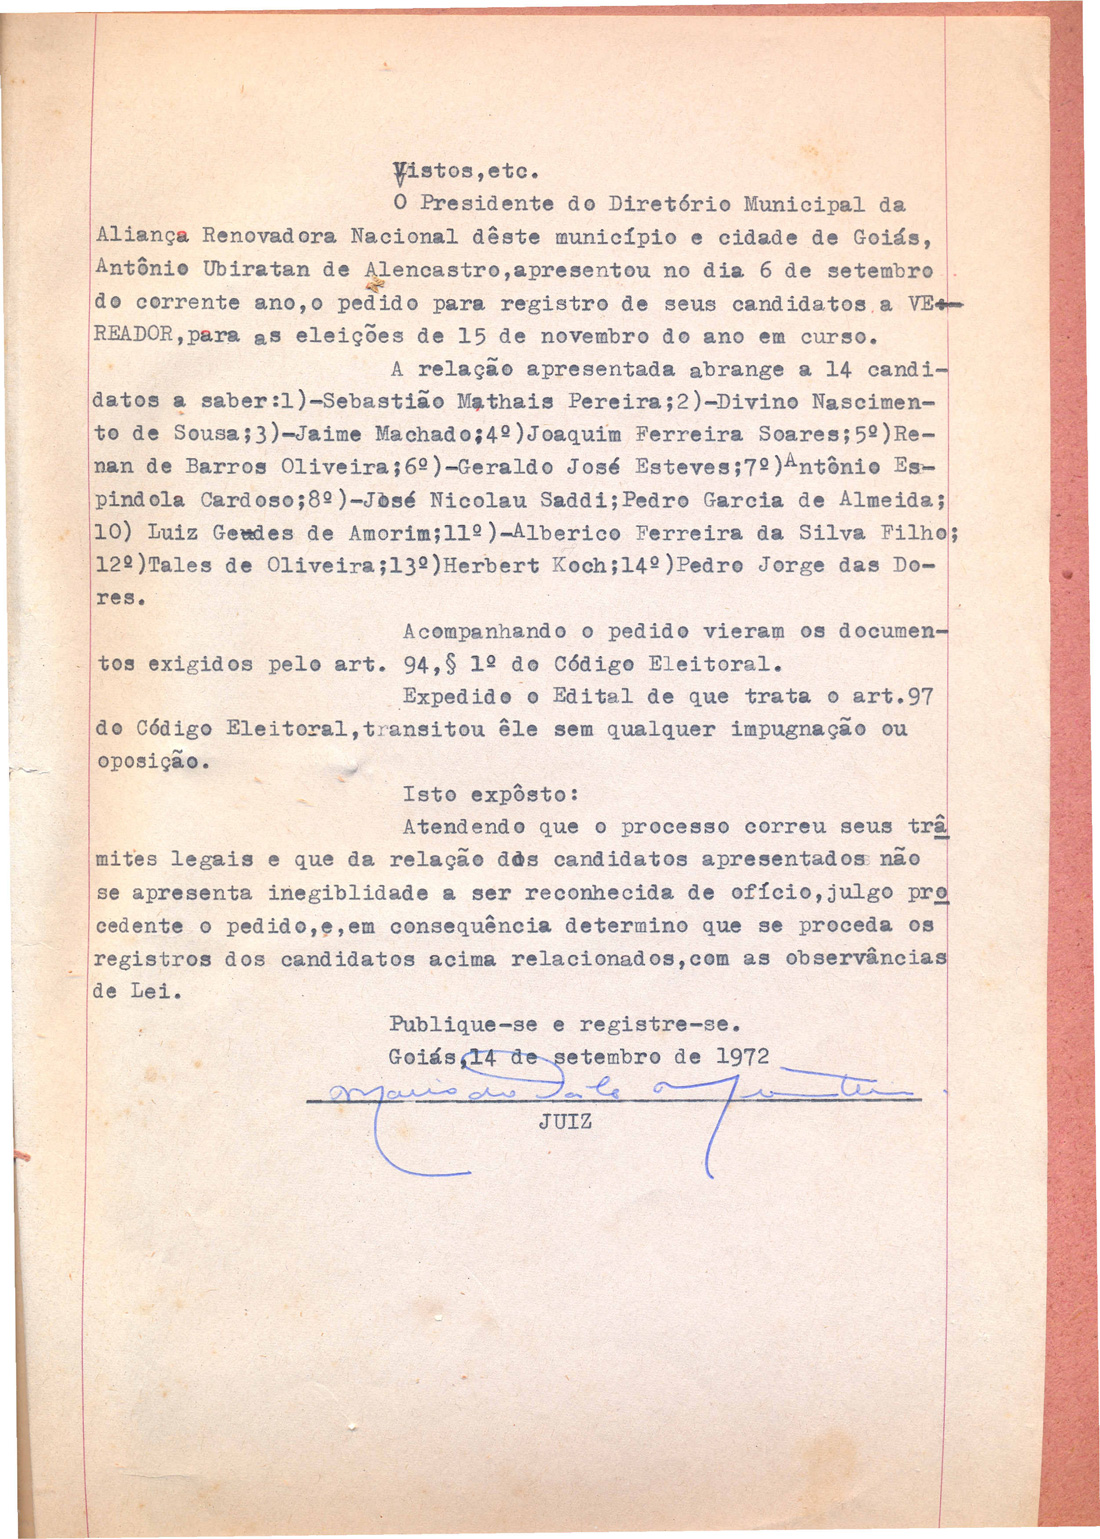 Vistos,etc.
O Presidente do Diretório Municipal da
Aliança Renovadora Nacional dêste município e cidade de Goiás,
Antônio Ubiratan de Alencastro,apresentou no dia 6 de setembro
do corrente ano,o pedido para registro de seus candidatos a VE-
READOR,para as eleições de 15 de novembro do ano em curso.
A relação apresentada abrange a 14 candi-
datos a saber:1)-Sebastião Mathais Pereira;2)-Divino Nascimen-
to de Sousa;3)-Jaime Machado;4º)Joaquim Ferreira Soares;5º)Re-
nan de Barros Oliveira;6º)-Geraldo José Esteves;7º)Antônio Es-
pindola Cardoso;8º)-José Nicolau Saddi;Pedro Garcia de Almeida;
10) Luiz Guedes de Amorim;11º)-Alberico Ferreira da Silva Filho;
12º)Tales de Oliveira;13º)Herbert Koch;14º)Pedro Jorge das Do-
res.
Acompanhando o pedido vieram os documen-
tos exigidos pelo art. 94,§ 1º do Código Eleitoral.
Expedido o Edital de que trata o art.97
do Código Eleitoral,transitou êle sem qualquer impugnação ou
oposição.
Isto expôsto:
Atendendo que o processo correu seus trâ
mites legais e que da relação dos candidatos apresentados não
se apresenta inegiblidade a ser reconhecida de ofício,julgo pro
cedente o pedido,e,em consequência determino que se proceda os
registros dos candidatos acima relacionados,com as observâncias
de Lei.
Publique-se e registre-se.
Goiás,14 de setembro de 1972
JUIZ